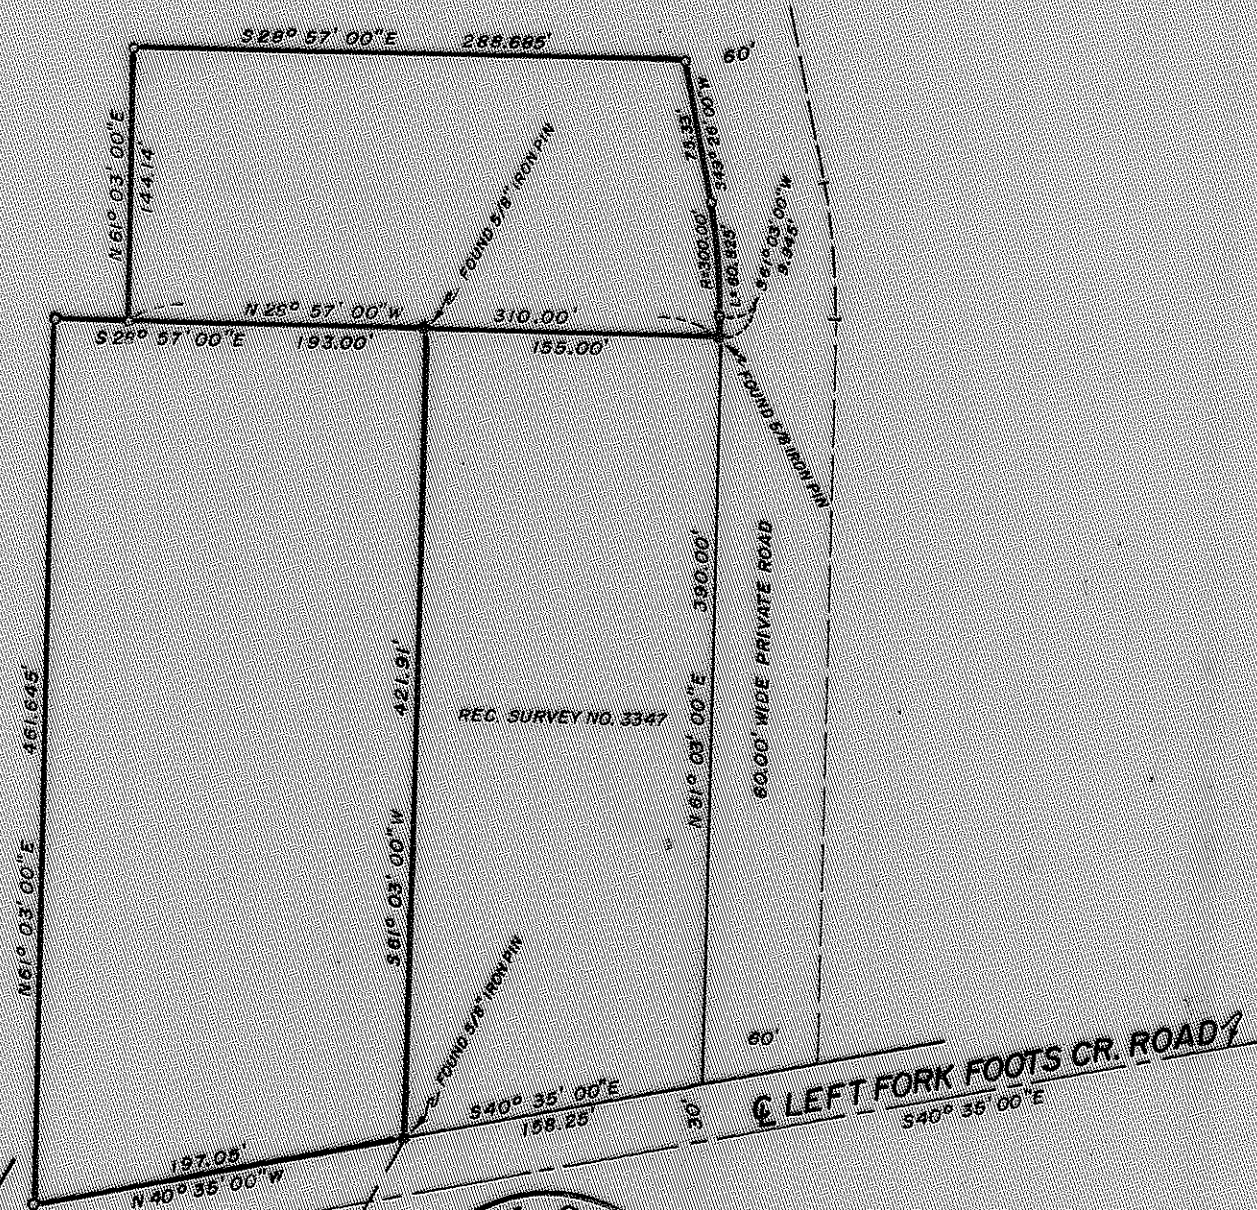 S 28° 57' 00" E 288.685'
60'
N 61° 03' 00" E
144.14'
75.33'
S 49° 26' 00" W
FOUND 5/8" IRON PIN
R=300.00'
L=60.825'
S 61° 03' 00" W
9.345'
N 28° 57' 00" W 310.00'
S 28° 57' 00" E 193.00' 155.00'
FOUND 5/8" IRON PIN
N 61° 03' 00" E 461.645'
S 61° 03' 00" W 421.91'
REC. SURVEY NO. 3347
N 61° 03' 00" E 390.00'
60.00' WIDE PRIVATE ROAD
FOUND 5/8" IRON PIN
60'
S 40° 35' 00" E
158.25'
30'
℄ LEFT FORK FOOTS CR. ROAD
S 40° 35' 00" E
197.05'
N 40° 35' 00" W